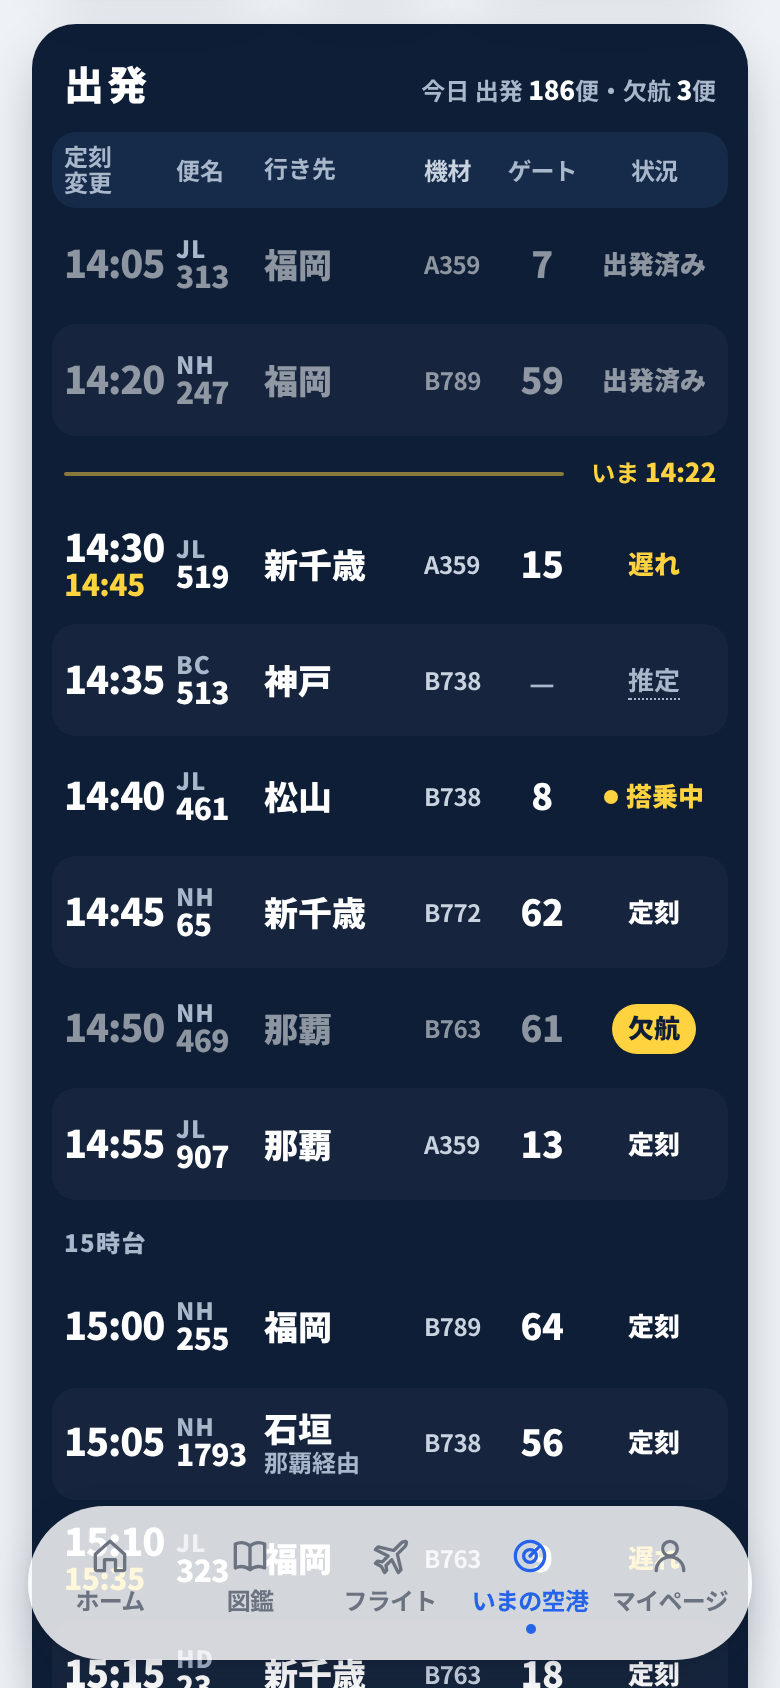 出発
今日 出発 186便・欠航 3便
定刻 変更 便名 行き先 機材 ゲート 状況
14:05 JL 313 福岡 A359 7 出発済み
14:20 NH 247 福岡 B789 59 出発済み
いま 14:22
14:30 14:45 JL 519 新千歳 A359 15 遅れ
14:35 BC 513 神戸 B738 — 推定
14:40 JL 461 松山 B738 8 搭乗中
14:45 NH 65 新千歳 B772 62 定刻
14:50 NH 469 那覇 B763 61 欠航
14:55 JL 907 那覇 A359 13 定刻
15時台
15:00 NH 255 福岡 B789 64 定刻
15:05 NH 1793 石垣 那覇経由 B738 56 定刻
15:10 15:35 JL 323 福岡 B763 遅れ
ホーム 図鑑 フライト いまの空港 マイページ
15:15 HD 23 新千歳 B763 18 定刻